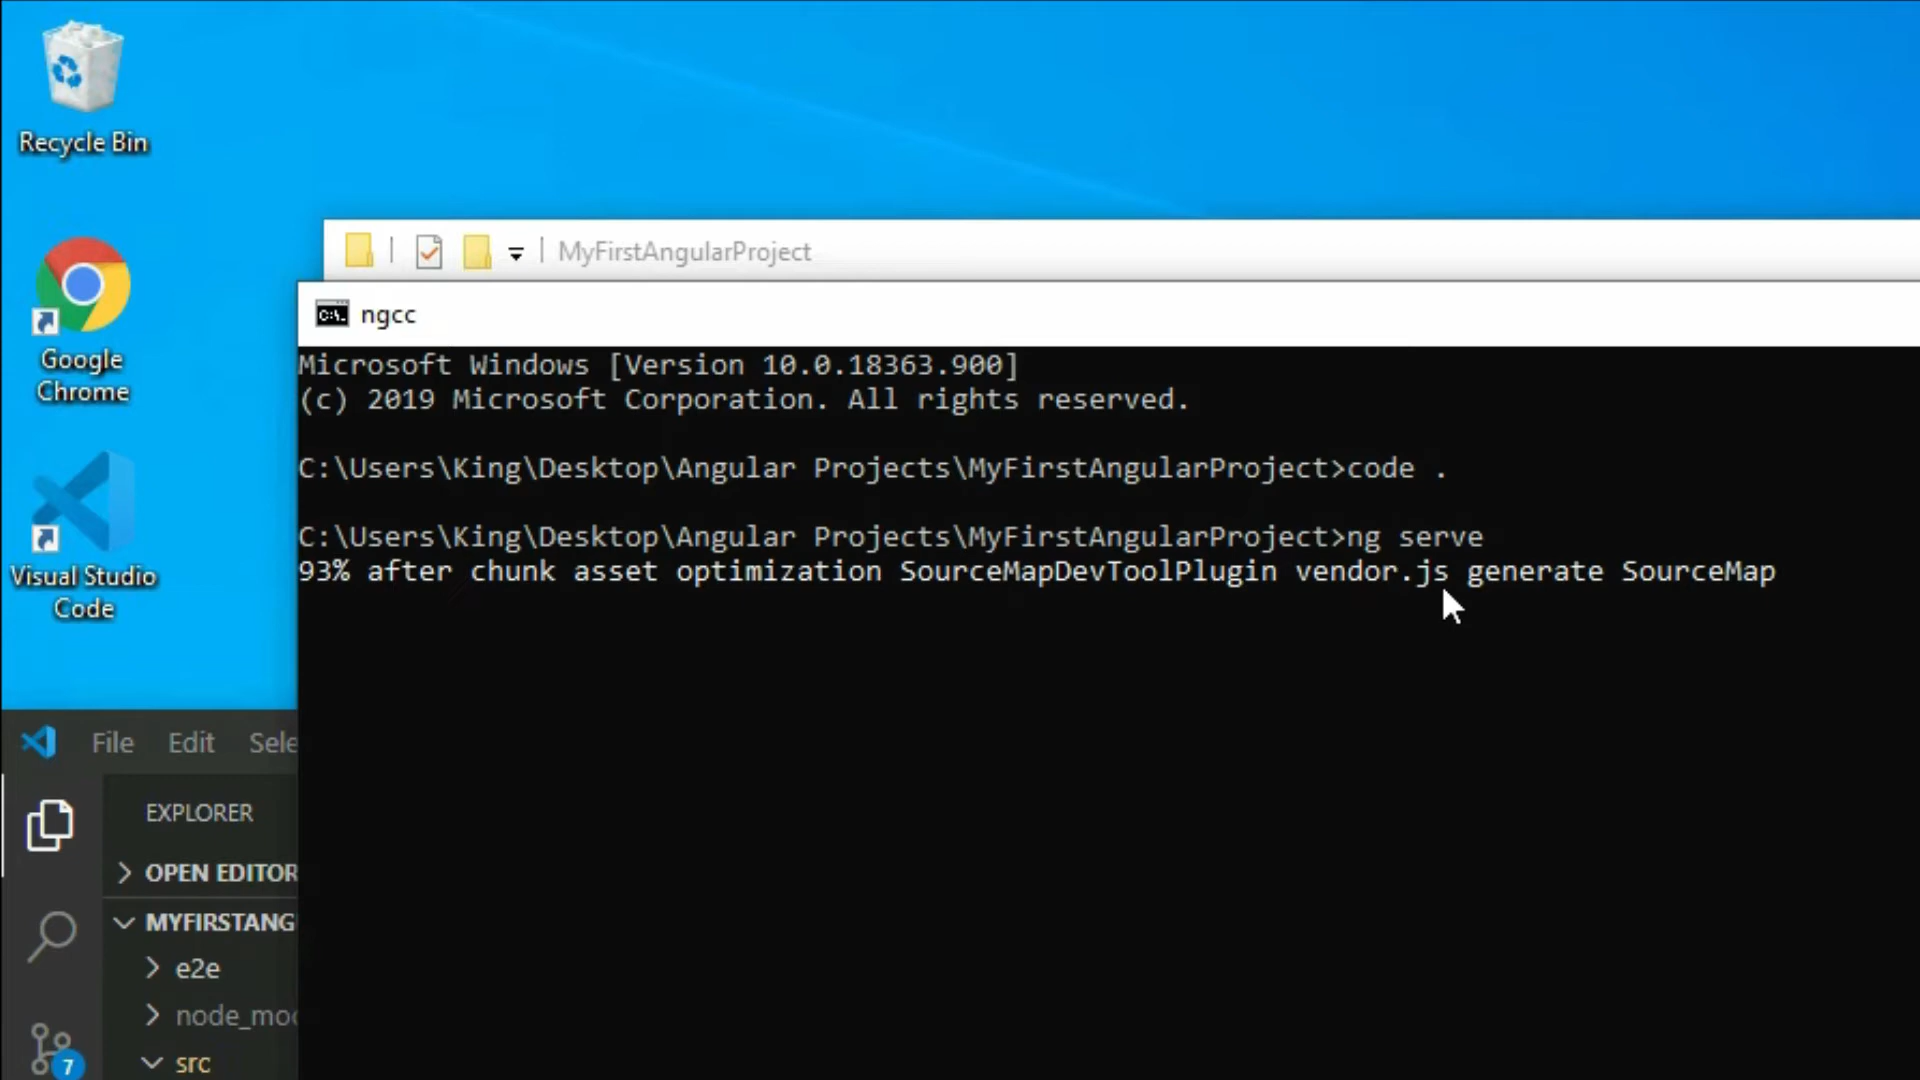 Recycle Bin
Google
Chrome
Visual Studio
Code
MyFirstAngularProject
C:\.
ngcc
Microsoft Windows [Version 10.0.18363.900]
(c) 2019 Microsoft Corporation. All rights reserved.
C:\Users\King\Desktop\Angular Projects\MyFirstAngularProject>code .
C:\Users\King\Desktop\Angular Projects\MyFirstAngularProject>ng serve
93% after chunk asset optimization SourceMapDevToolPlugin vendor.js generate SourceMap
File Edit Sele
EXPLORER
OPEN EDITOR
MYFIRSTANG
e2e
node_mod
src
7